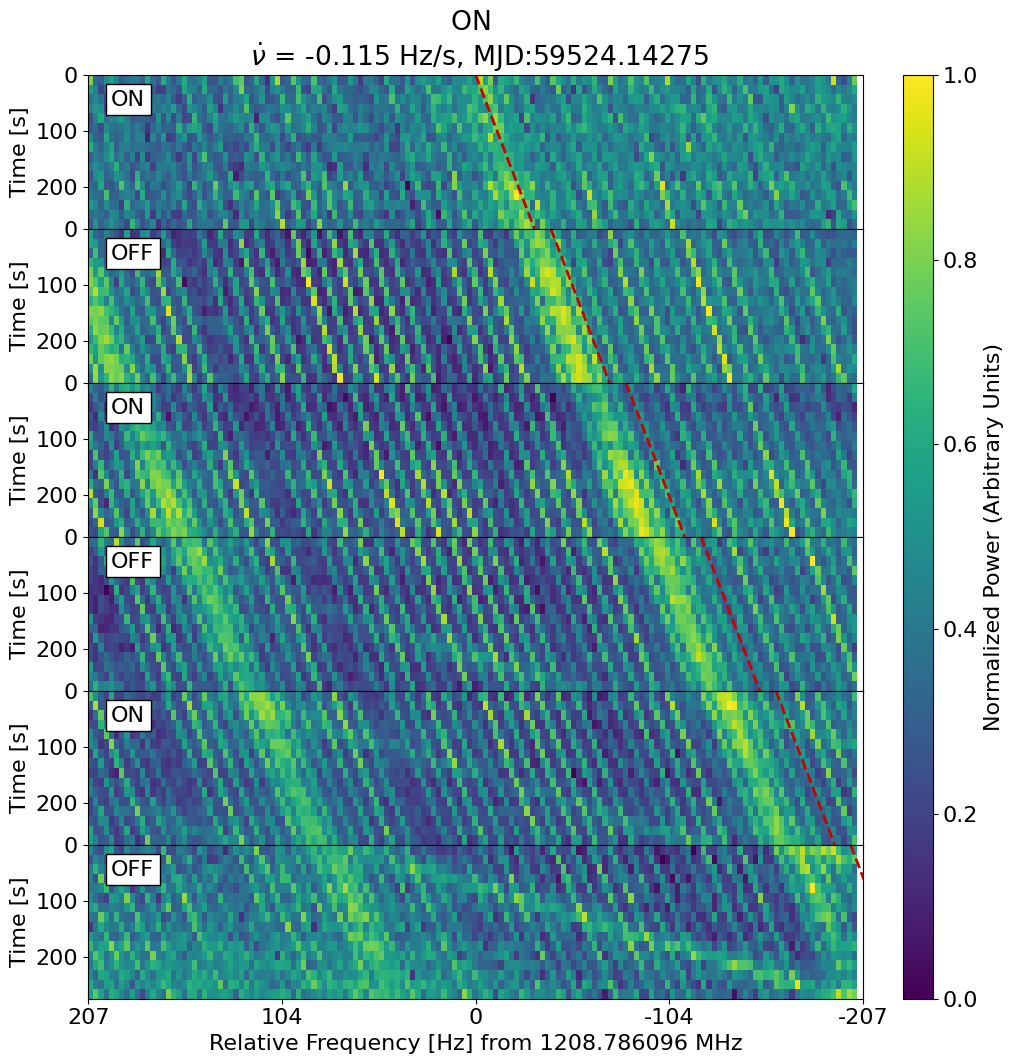 ON
ν̇ = -0.115 Hz/s, MJD:59524.14275
ON
OFF
ON
OFF
ON
OFF
0
100
200
0
100
200
0
100
200
0
100
200
0
100
200
0
100
200
Time [s]
Time [s]
Time [s]
Time [s]
Time [s]
Time [s]
207
104
0
-104
-207
Relative Frequency [Hz] from 1208.786096 MHz
1.0
0.8
0.6
0.4
0.2
0.0
Normalized Power (Arbitrary Units)